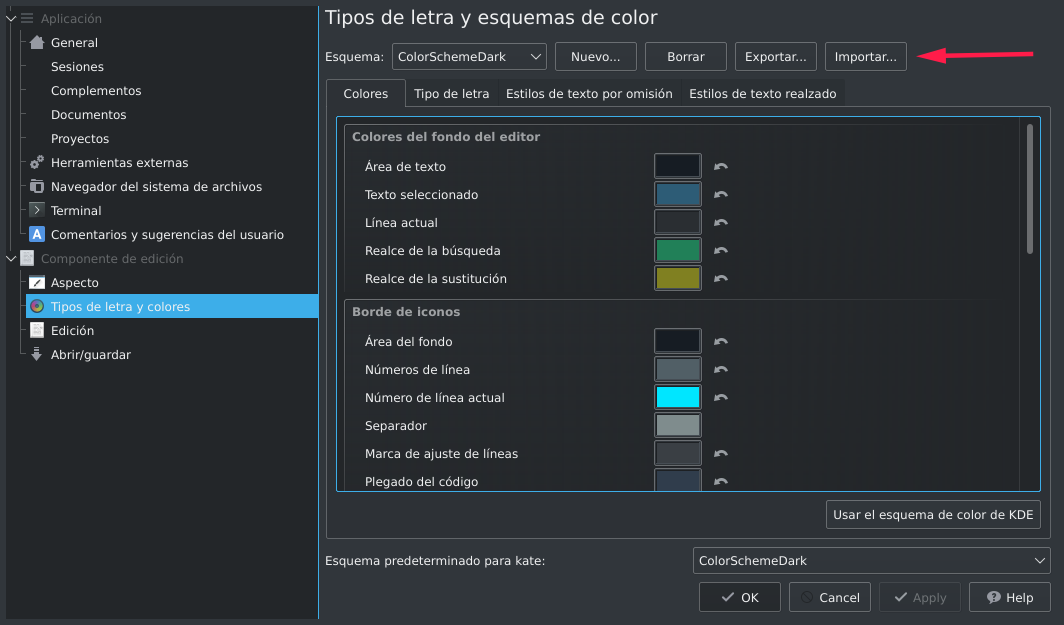 Aplicación
General
Sesiones
Complementos
Documentos
Proyectos
Herramientas externas
Navegador del sistema de archivos
Terminal
A Comentarios y sugerencias del usuario
Componente de edición
Aspecto
Tipos de letra y colores
Edición
Abrir/guardar
Tipos de letra y esquemas de color
Esquema: ColorSchemeDark Nuevo... Borrar Exportar... Importar...
Colores Tipo de letra Estilos de texto por omisión Estilos de texto realzado
Colores del fondo del editor
Área de texto
Texto seleccionado
Línea actual
Realce de la búsqueda
Realce de la sustitución
Borde de iconos
Área del fondo
Números de línea
Número de línea actual
Separador
Marca de ajuste de líneas
Plegado del código
Usar el esquema de color de KDE
Esquema predeterminado para kate: ColorSchemeDark
OK Cancel Apply Help